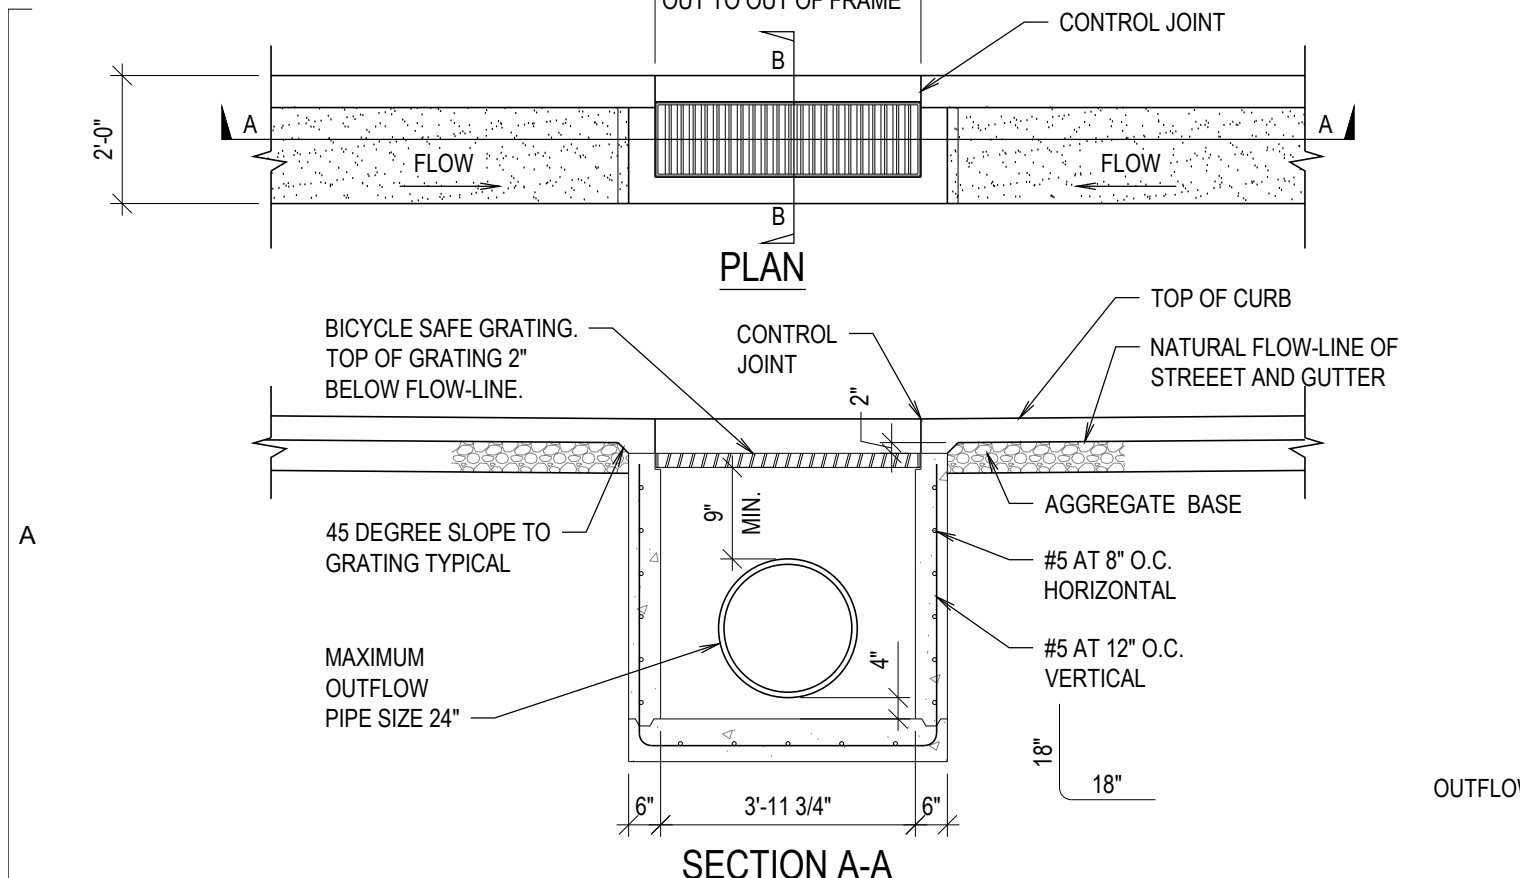 OUT TO OUT OF FRAME
CONTROL JOINT
B
2'-0"
A
A
FLOW
FLOW
B
PLAN
BICYCLE SAFE GRATING.
TOP OF GRATING 2"
BELOW FLOW-LINE.
CONTROL
JOINT
2"
TOP OF CURB
NATURAL FLOW-LINE OF
STREEET AND GUTTER
9"
MIN.
AGGREGATE BASE
A
45 DEGREE SLOPE TO
GRATING TYPICAL
#5 AT 8" O.C.
HORIZONTAL
MAXIMUM
OUTFLOW
PIPE SIZE 24"
4"
#5 AT 12" O.C.
VERTICAL
18"
18"
6"
3'-11 3/4"
6"
SECTION A-A